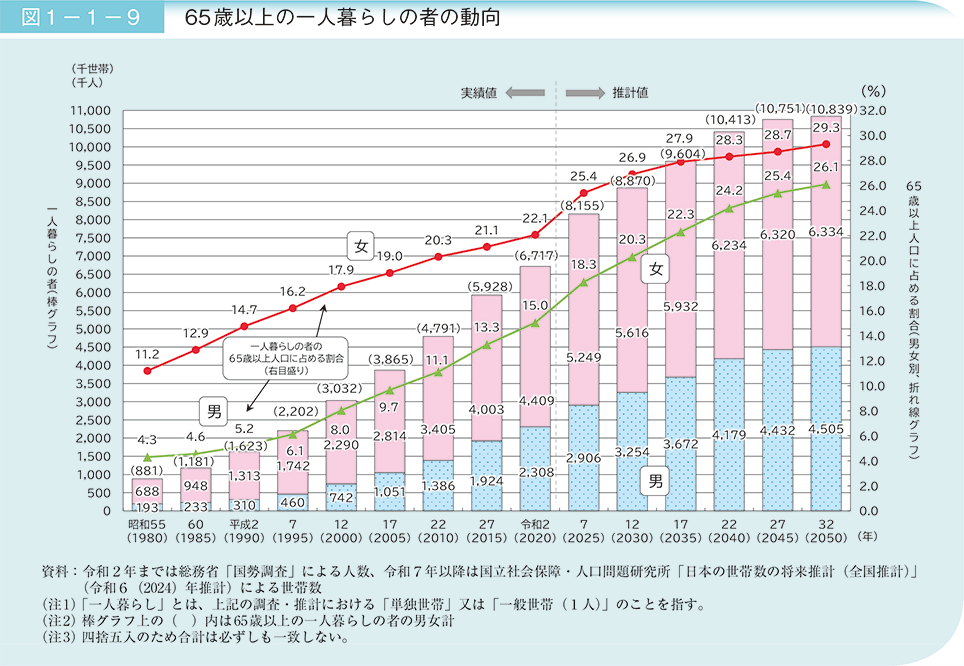 図1－1－9 65歳以上の一人暮らしの者の動向
（千世帯）
（千人）
実績値 推計値
（％）
11,000
10,500
10,000
9,500
9,000
8,500
8,000
7,500
7,000
6,500
6,000
5,500
5,000
4,500
4,000
3,500
3,000
2,500
2,000
1,500
1,000
500
0
一人暮らしの者（棒グラフ）
32.0
30.0
28.0
26.0
24.0
22.0
20.0
18.0
16.0
14.0
12.0
10.0
8.0
6.0
4.0
2.0
0.0
65歳以上人口に占める割合（男女別、折れ線グラフ）
女
11.2 12.9 14.7 16.2 17.9 19.0 20.3 21.1 22.1 25.4 26.9 27.9 28.3 28.7 29.3
一人暮らしの者の
65歳以上人口に占める割合
（右目盛り）
男
4.3 4.6 5.2 6.1 8.0 9.7 11.1 13.3 15.0 18.3 20.3 22.3 24.2 25.4 26.1
(881) (1,181) (1,623) (2,202) (3,032) (3,865) (4,791) (5,928) (6,717) (8,155) (8,870) (9,604) (10,413) (10,751) (10,839)
女
688 948 1,313 1,742 2,290 2,814 3,405 4,003 4,409 5,249 5,616 5,932 6,234 6,320 6,334
男
193 233 310 460 742 1,051 1,386 1,924 2,308 2,906 3,254 3,672 4,179 4,432 4,505
昭和55 60 平成2 7 12 17 22 27 令和2 7 12 17 22 27 32
(1980) (1985) (1990) (1995) (2000) (2005) (2010) (2015) (2020) (2025) (2030) (2035) (2040) (2045) (2050) （年）
資料：令和２年までは総務省「国勢調査」による人数、令和７年以降は国立社会保障・人口問題研究所「日本の世帯数の将来推計（全国推計）」
（令和６（2024）年推計）による世帯数
（注1）「一人暮らし」とは、上記の調査・推計における「単独世帯」又は「一般世帯（１人）」のことを指す。
（注2）棒グラフ上の（　）内は65歳以上の一人暮らしの者の男女計
（注3）四捨五入のため合計は必ずしも一致しない。